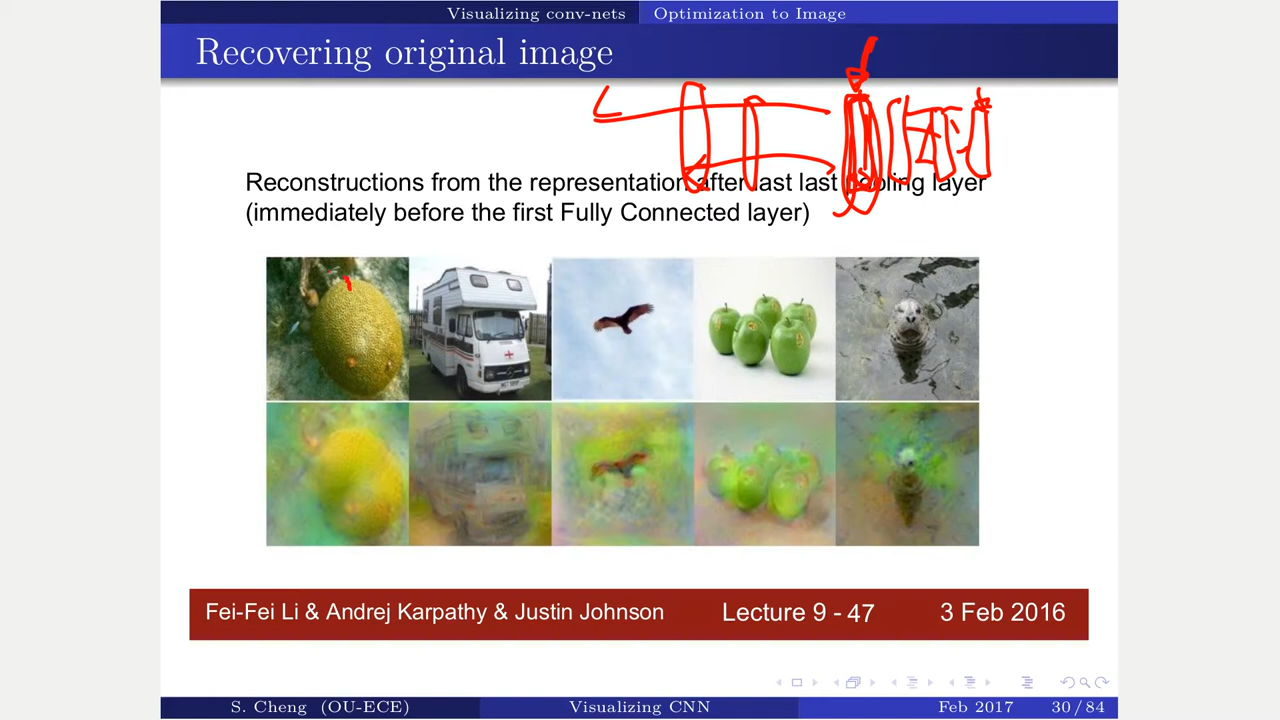 Visualizing conv-nets Optimization to Image
Recovering original image
Reconstructions from the representation after last last pooling layer
(immediately before the first Fully Connected layer)
Fei-Fei Li & Andrej Karpathy & Justin Johnson Lecture 9 - 47 3 Feb 2016
S. Cheng (OU-ECE) Visualizing CNN Feb 2017 30 / 84